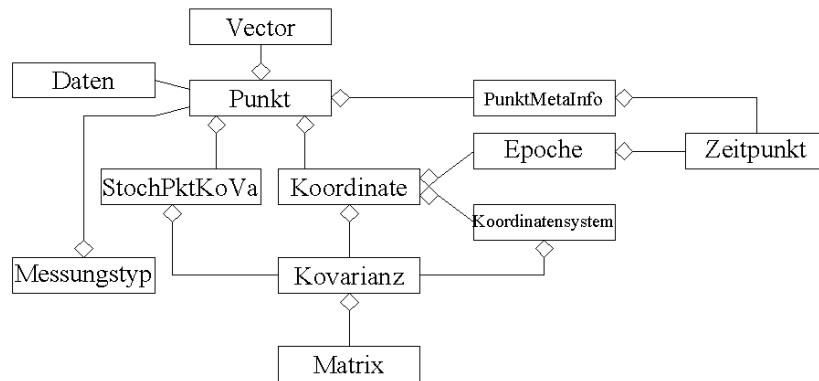 Vector
Daten
Punkt
PunktMetaInfo
Epoche
Zeitpunkt
StochPktKoVa
Koordinate
Koordinatensystem
Messungstyp
Kovarianz
Matrix